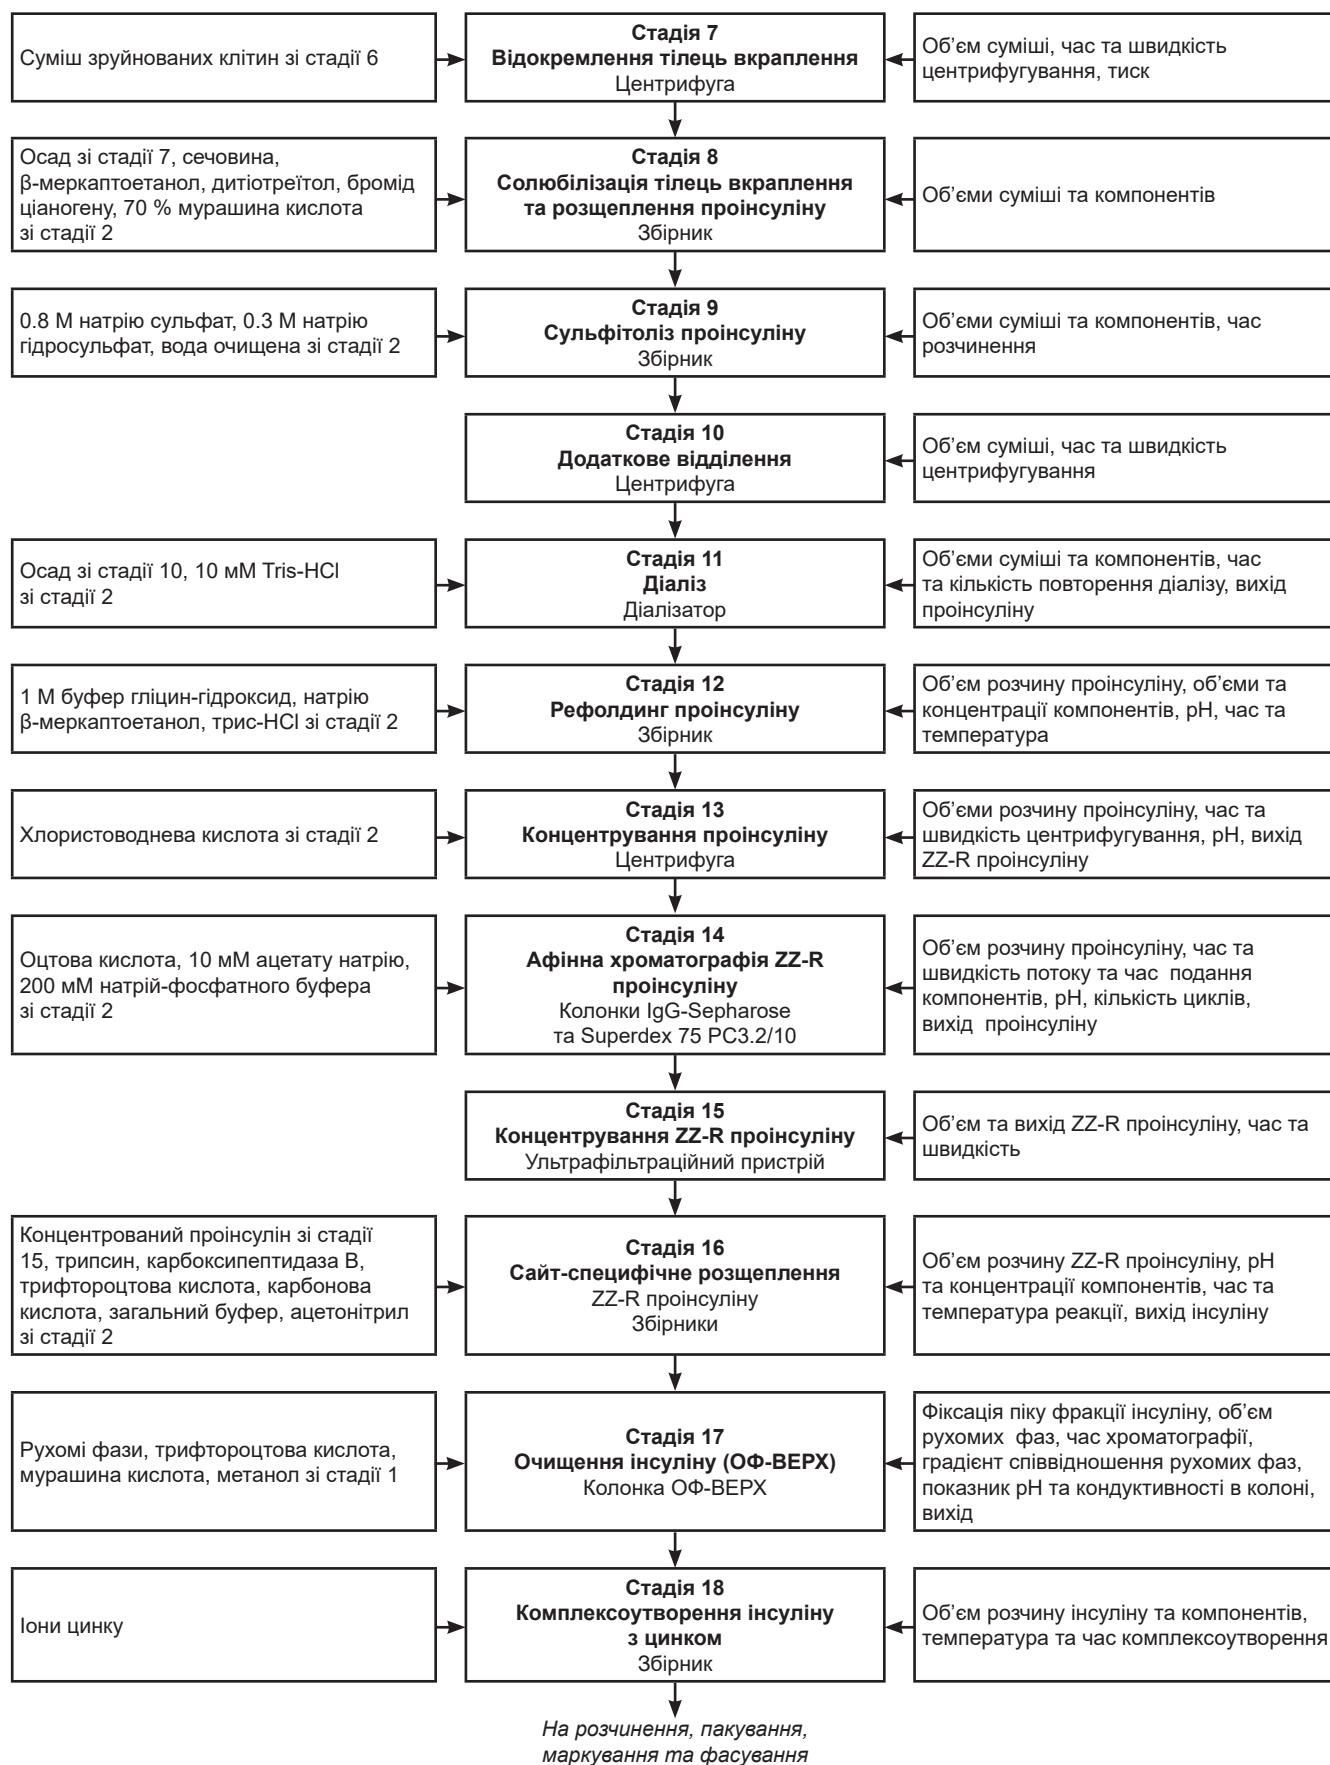 Суміш зруйнованих клітин зі стадії 6
Стадія 7
Відокремлення тілець вкраплення
Центрифуга
Об’єм суміші, час та швидкість
центрифугування, тиск
Осад зі стадії 7, сечовина,
β-меркаптоетанол, дитіотреїтол, бромід
ціаногену, 70 % мурашина кислота
зі стадії 2
Стадія 8
Солюбілізація тілець вкраплення
та розщеплення проінсуліну
Збірник
Об’єми суміші та компонентів
0.8 М натрію сульфат, 0.3 М натрію
гідросульфат, вода очищена зі стадії 2
Стадія 9
Сульфітоліз проінсуліну
Збірник
Об’єми суміші та компонентів, час
розчинення
Стадія 10
Додаткове відділення
Центрифуга
Об’єм суміші, час та швидкість
центрифугування
Осад зі стадії 10, 10 мМ Tris-HCl
зі стадії 2
Стадія 11
Діаліз
Діалізатор
Об’єми суміші та компонентів, час
та кількість повторення діалізу, вихід
проінсуліну
1 М буфер гліцин-гідроксид, натрію
β-меркаптоетанол, трис-HCl зі стадії 2
Стадія 12
Рефолдинг проінсуліну
Збірник
Об’єм розчину проінсуліну, об’єми та
концентрації компонентів, pH, час та
температура
Хлористоводнева кислота зі стадії 2
Стадія 13
Концентрування проінсуліну
Центрифуга
Об’єми розчину проінсуліну, час та
швидкість центрифугування, pH, вихід
ZZ-R проінсуліну
Оцтова кислота, 10 мМ ацетату натрію,
200 мМ натрій-фосфатного буфера
зі стадії 2
Стадія 14
Афінна хроматографія ZZ-R
проінсуліну
Колонки IgG-Sepharose
та Superdex 75 PC3.2/10
Об’єм розчину проінсуліну, час та
швидкість потоку та час подання
компонентів, pH, кількість циклів,
вихід проінсуліну
Стадія 15
Концентрування ZZ-R проінсуліну
Ультрафільтраційний пристрій
Об’єм та вихід ZZ-R проінсуліну, час та
швидкість
Концентрований проінсулін зі стадії
15, трипсин, карбоксипептидаза В,
трифтороцтова кислота, карбонова
кислота, загальний буфер, ацетонітрил
зі стадії 2
Стадія 16
Сайт-специфічне розщеплення
ZZ-R проінсуліну
Збірники
Об’єм розчину ZZ-R проінсуліну, pH
та концентрації компонентів, час та
температура реакції, вихід інсуліну
Рухомі фази, трифтороцтова кислота,
мурашина кислота, метанол зі стадії 1
Стадія 17
Очищення інсуліну (ОФ-ВЕРХ)
Колонка ОФ-ВЕРХ
Фіксація піку фракції інсуліну, об’єм
рухомих фаз, час хроматографії,
градієнт співвідношення рухомих фаз,
показник pH та кондуктивності в колоні,
вихід
Іони цинку
Стадія 18
Комплексоутворення інсуліну
з цинком
Збірник
Об’єм розчину інсуліну та компонентів,
температура та час комплексоутворення
На розчинення, пакування,
маркування та фасування